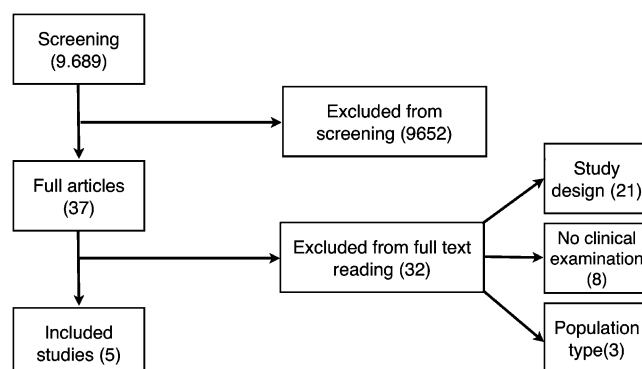 Screening
(9.689)
Excluded from
screening (9652)
Full articles
(37)
Excluded from full text
reading (32)
Study
design (21)
No clinical
examination
(8)
Population
type(3)
Included
studies (5)